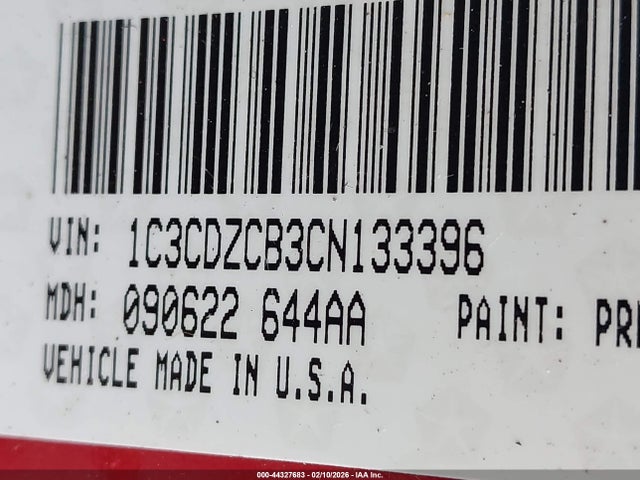 VIN: 1C3CDZCB3CN133396
MDH: 090622 644AA PAINT:
VEHICLE MADE IN U.S.A.
000-44327683 - 02/10/2026 - IAA Inc.